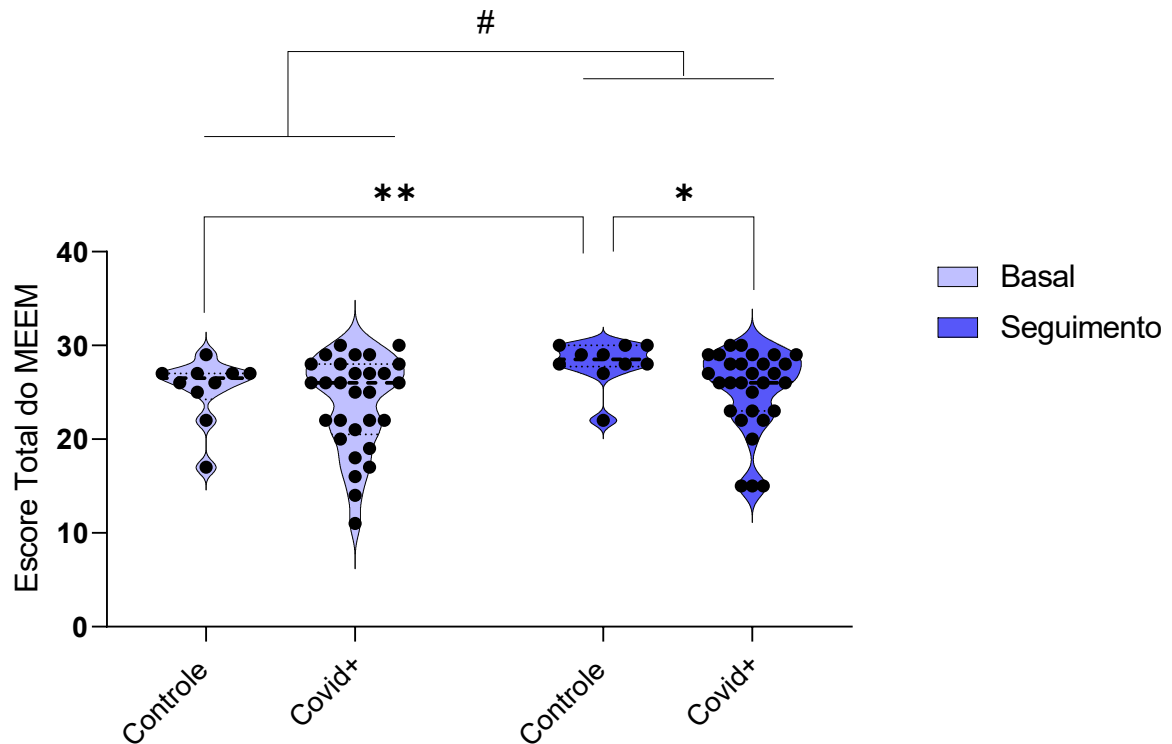 #
**
*
Escore Total do MEEM
40
30
20
10
0
Controle
Covid+
Controle
Covid+
Basal
Seguimento